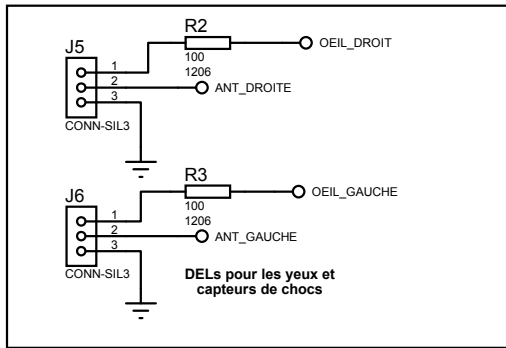 R2
J5
OEIL_DROIT
1
100
1206
2
ANT_DROITE
3
CONN-SIL3
R3
J6
OEIL_GAUCHE
1
100
1206
2
ANT_GAUCHE
3
CONN-SIL3
DELs pour les yeux et
capteurs de chocs